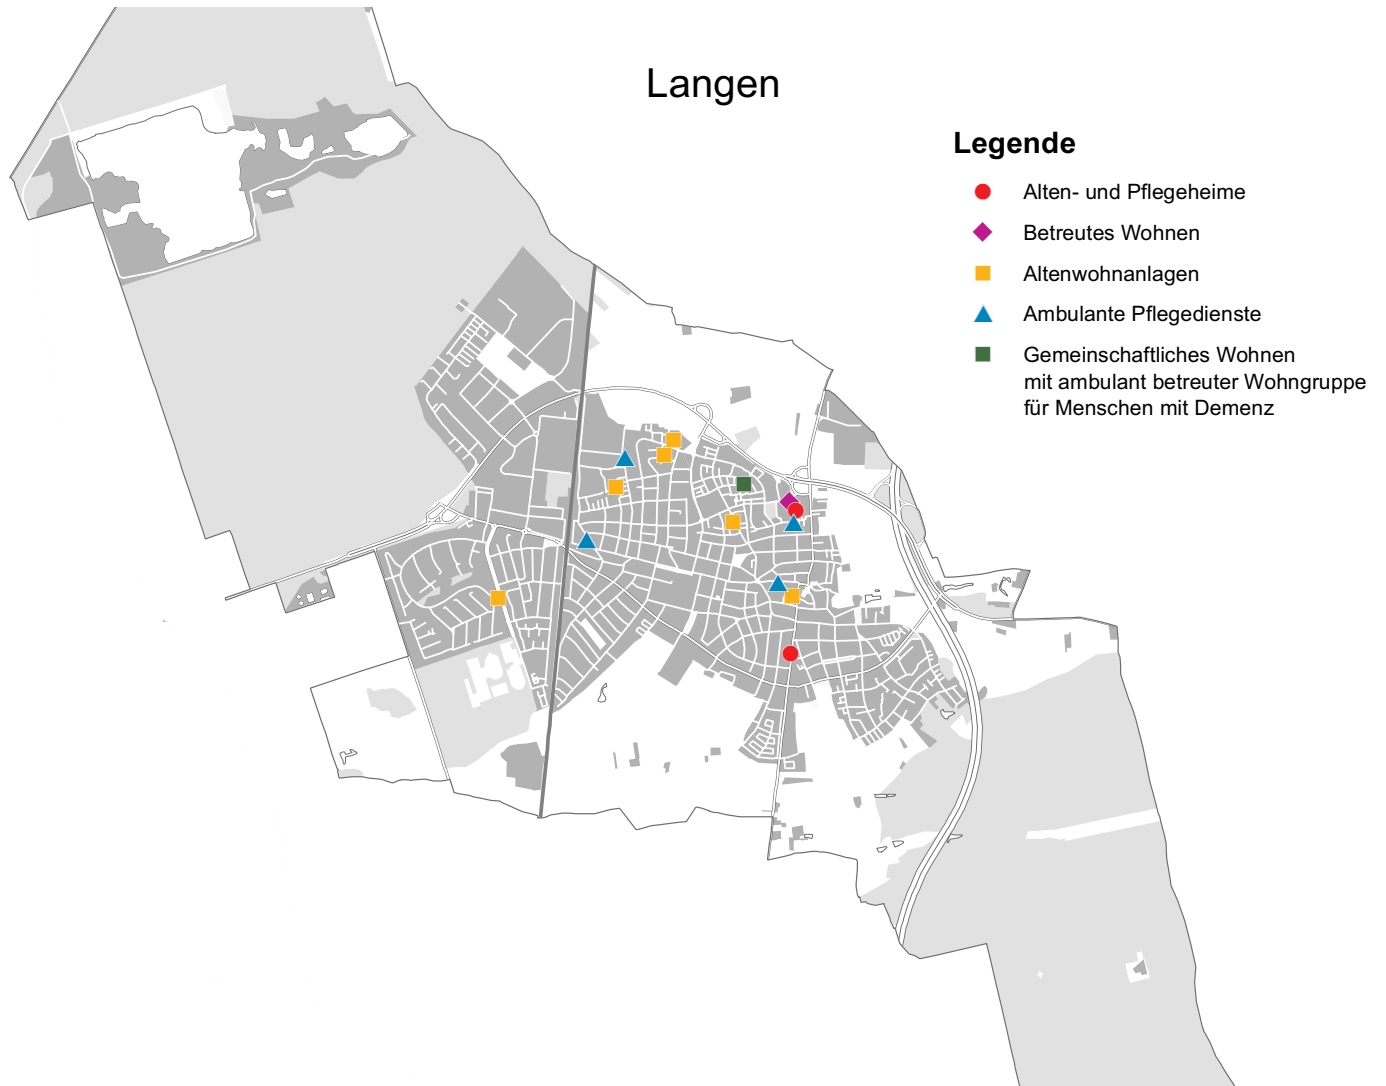 Langen
Legende
Alten- und Pflegeheime
Betreutes Wohnen
Altenwohnanlagen
Ambulante Pflegedienste
Gemeinschaftliches Wohnen
mit ambulant betreuter Wohngruppe
für Menschen mit Demenz